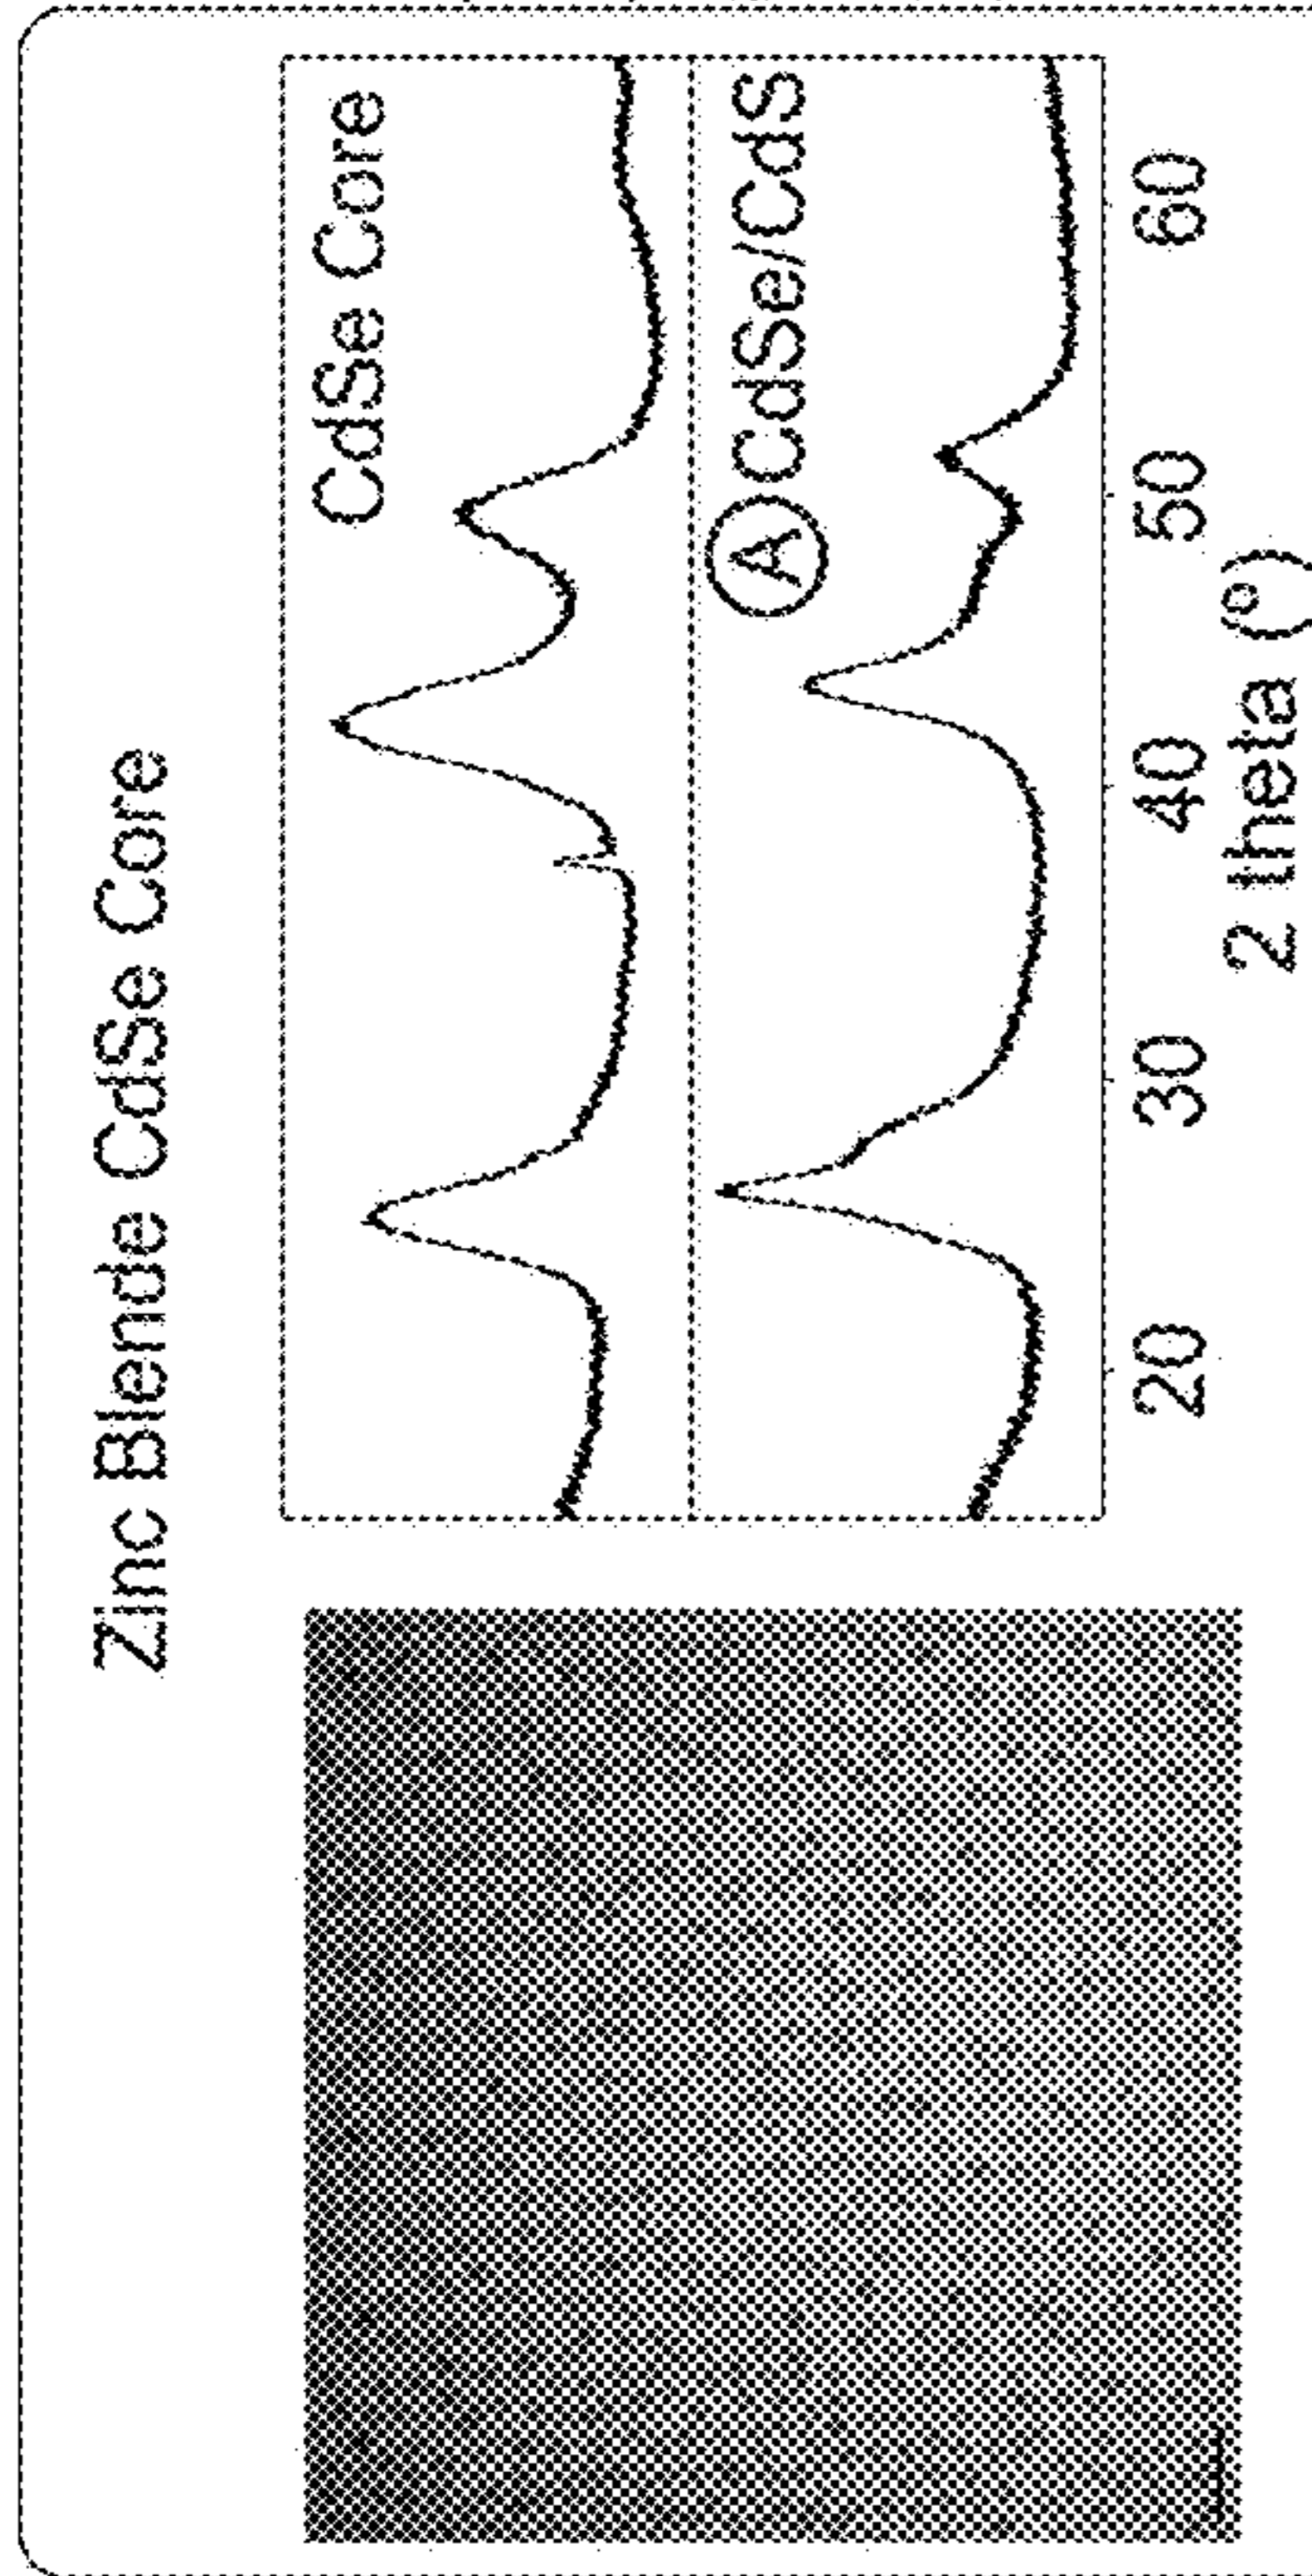 Zinc Blende CdSe Core
CdSe Core
Ⓐ CdSe/CdS
20 30 40 50 60
2 theta (°)